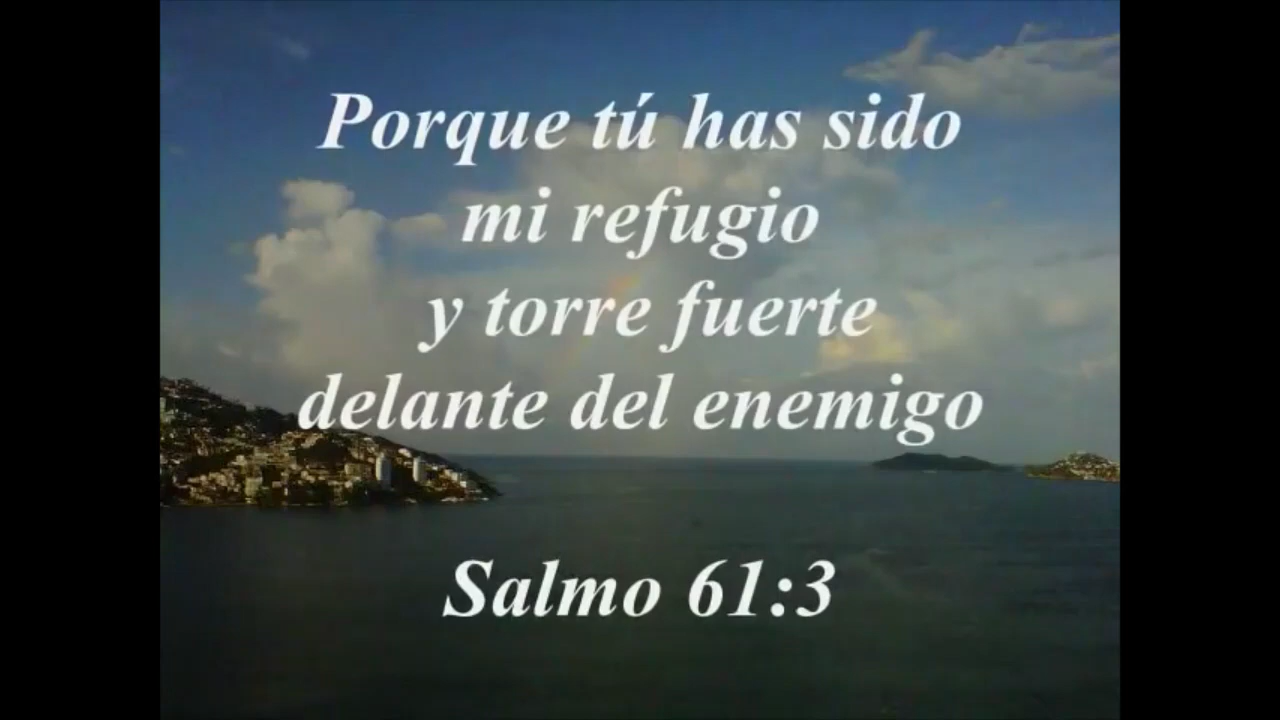 Porque tú has sido
mi refugio
y torre fuerte
delante del enemigo
Salmo 61:3